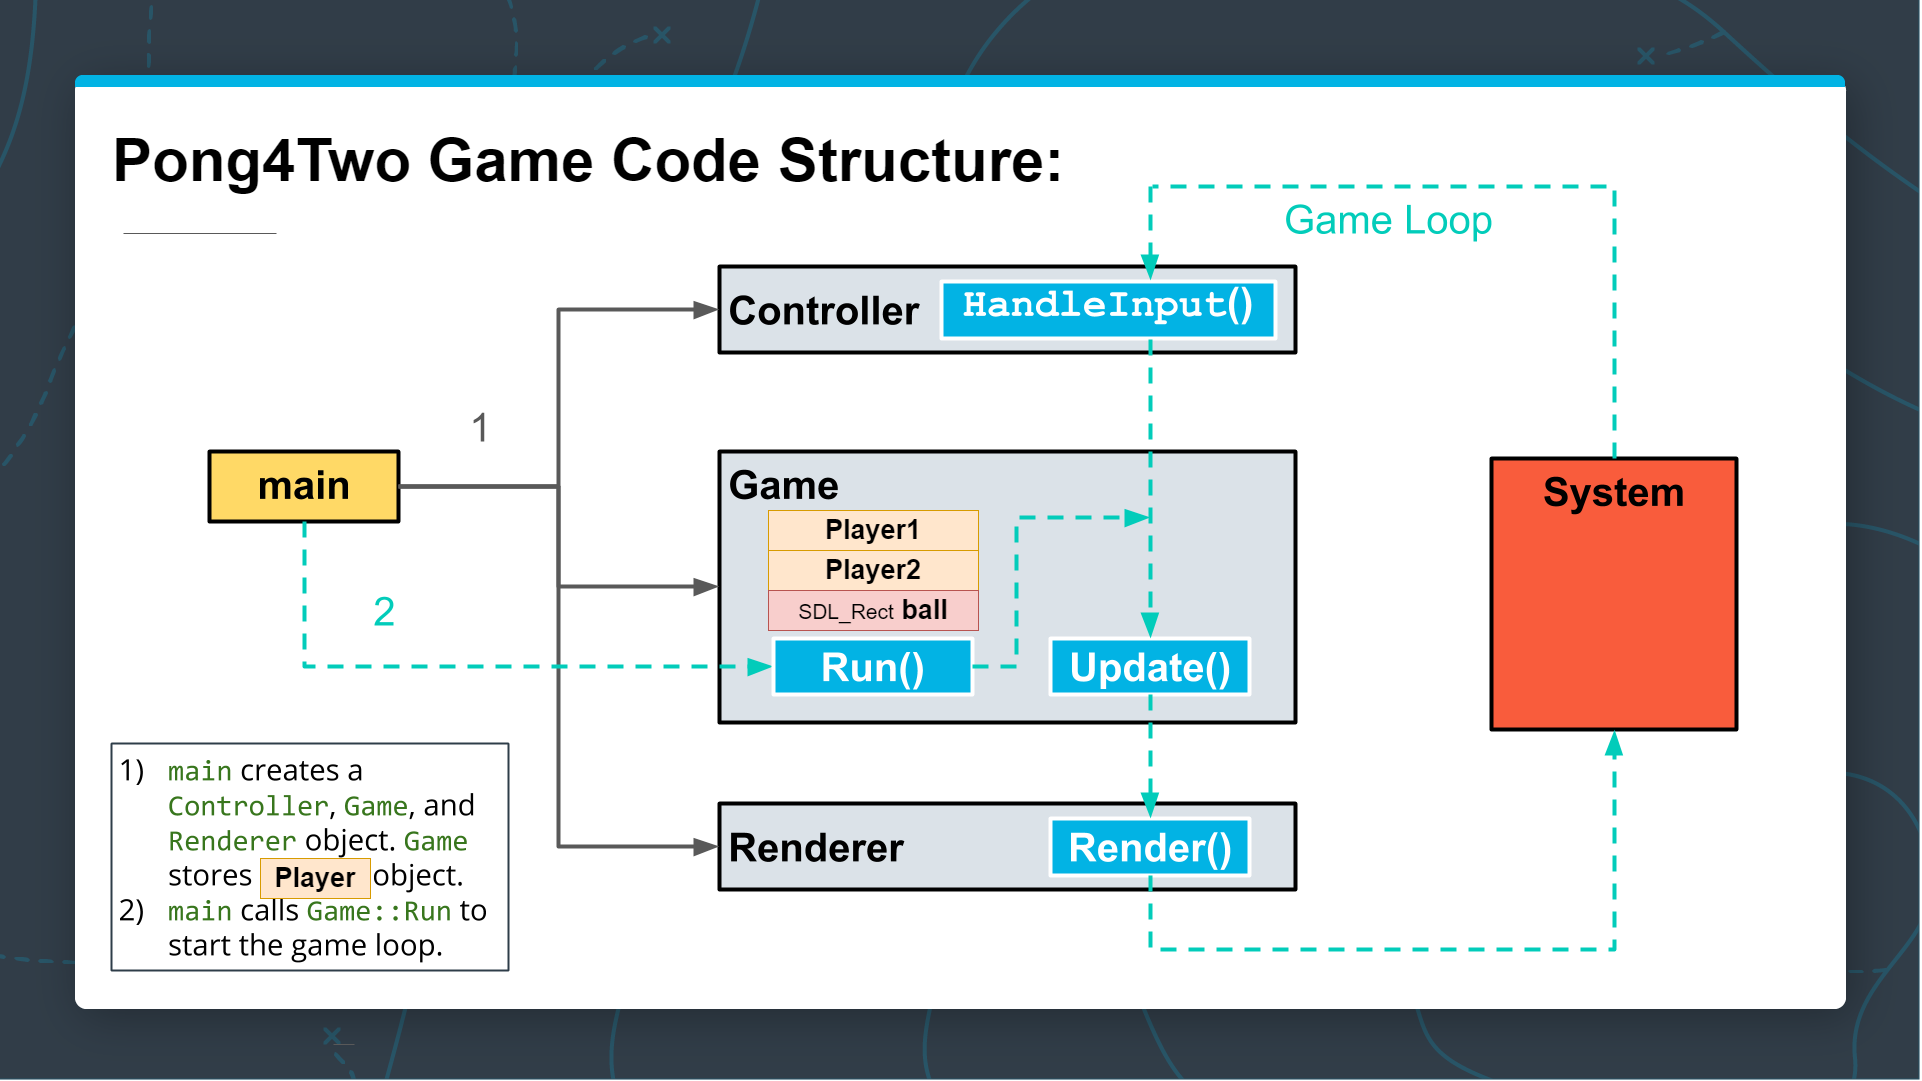 Pong4Two Game Code Structure:
Game Loop
Controller
HandleInput()
1
main
Game
Player1
Player2
SDL_Rect ball
Run()
Update()
System
2
Renderer
Render()
1) main creates a
Controller, Game, and
Renderer object. Game
stores Player object.
2) main calls Game::Run to
start the game loop.